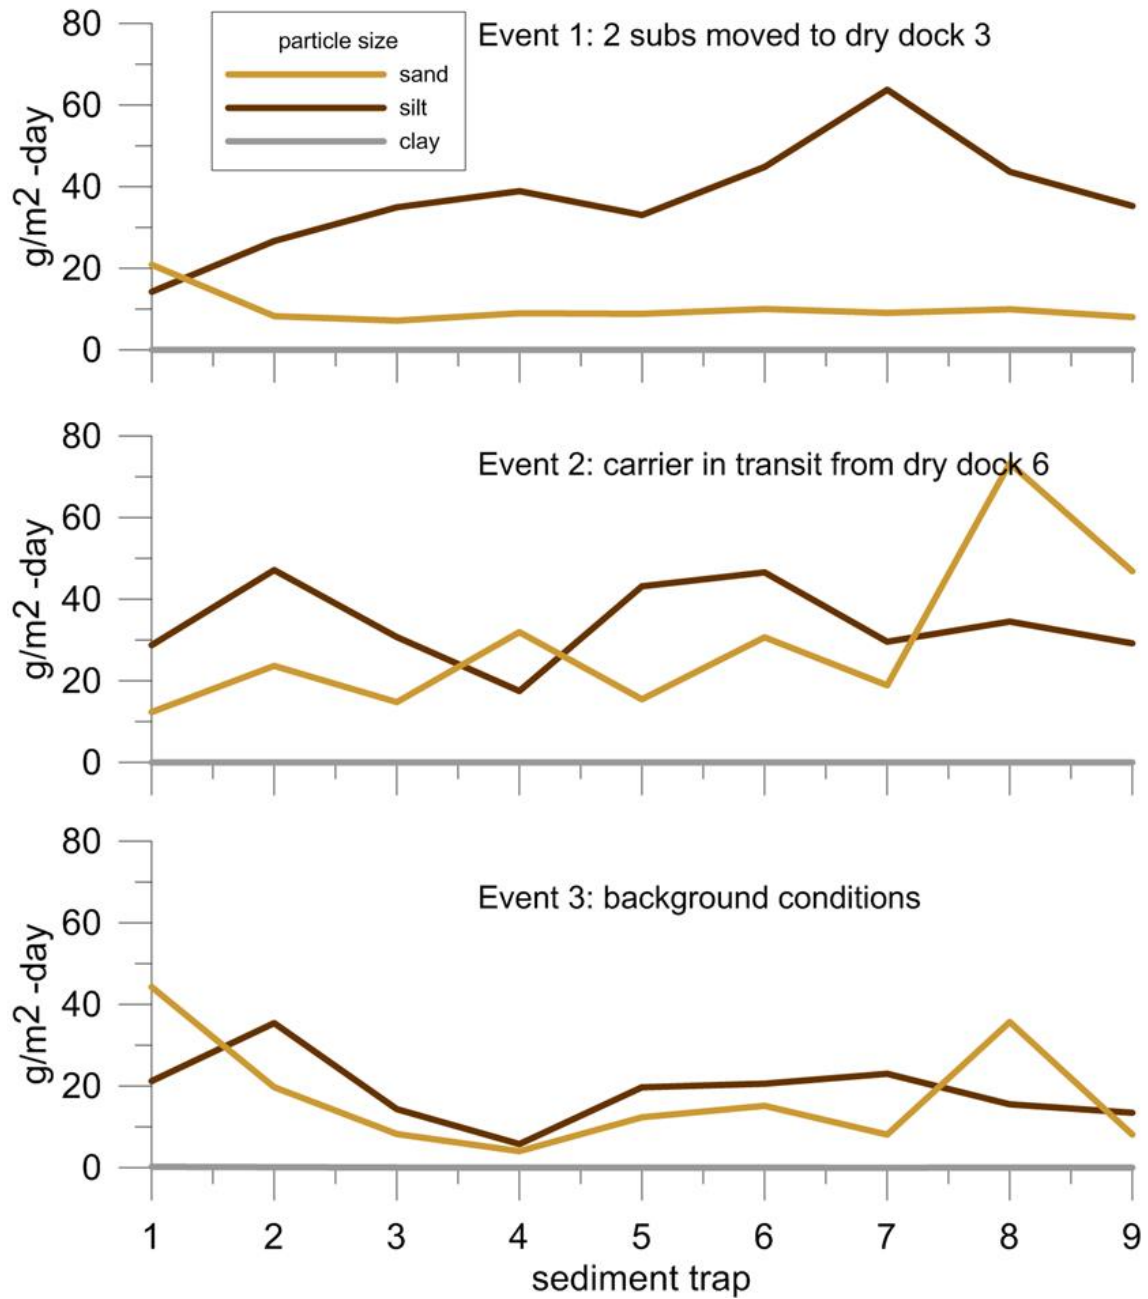 Event 1: 2 subs moved to dry dock 3
particle size
sand
silt
clay
g/m2 -day
80
60
40
20
0
Event 2: carrier in transit from dry dock 6
g/m2 -day
80
60
40
20
0
Event 3: background conditions
g/m2 -day
80
60
40
20
0
1 2 3 4 5 6 7 8 9
sediment trap